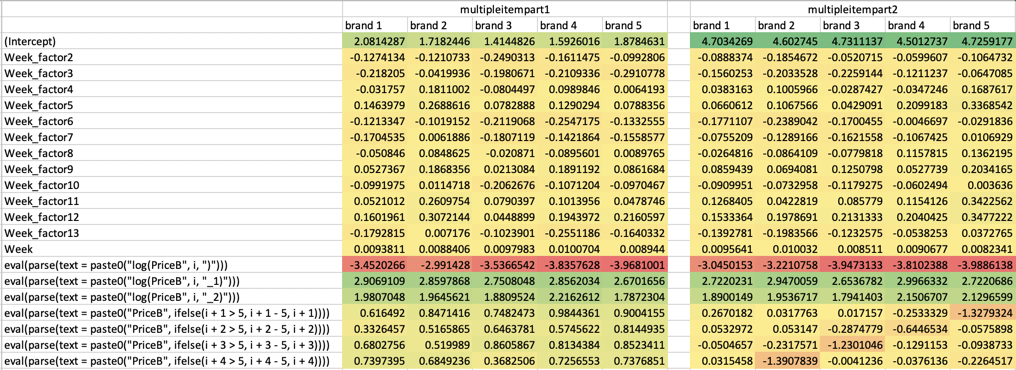 multipleitempart1 multipleitempart2
brand 1 brand 2 brand 3 brand 4 brand 5 brand 1 brand 2 brand 3 brand 4 brand 5
(Intercept) 2.0814287 1.7182446 1.4144826 1.5926016 1.8784631 4.7034269 4.602745 4.7311137 4.5012737 4.7259177
Week_factor2 -0.1274134 -0.1210733 -0.2490313 -0.1611475 -0.0992806 -0.0888374 -0.1854672 -0.0520715 -0.0599607 -0.1064732
Week_factor3 -0.218205 -0.0419936 -0.1980671 -0.2109336 -0.2910778 -0.1560253 -0.2033528 -0.2259144 -0.1211237 -0.0647085
Week_factor4 -0.031757 0.1811002 -0.0804497 0.0989846 0.0064193 0.0383163 0.1005966 -0.0287427 -0.0347246 0.1687617
Week_factor5 0.1463979 0.2688616 0.0782888 0.1290294 0.0788356 0.0660612 0.1067566 0.0429091 0.2099183 0.3368542
Week_factor6 -0.1213347 -0.1019152 -0.2119068 -0.2547175 -0.1332555 -0.1771107 -0.2389042 -0.1700455 -0.0046697 -0.0291836
Week_factor7 -0.1704535 0.0061886 -0.1807119 -0.1421864 -0.1558577 -0.0755209 -0.1289166 -0.1621558 -0.1067425 0.0106929
Week_factor8 -0.050846 0.0848625 -0.020871 -0.0895601 0.0089765 -0.0264816 -0.0864109 -0.0779818 0.1157815 0.1362195
Week_factor9 0.0527367 0.1868356 0.0213084 0.1891192 0.0861684 0.0859439 0.0694081 0.1250798 0.0527739 0.2034165
Week_factor10 -0.0991975 0.0114718 -0.2062676 -0.1071204 -0.0970467 -0.0909951 -0.0732958 -0.1179275 -0.0602494 0.003636
Week_factor11 0.0521012 0.2609754 0.0790397 0.1013956 0.0478746 0.1268405 0.0422819 0.085779 0.1154126 0.3422562
Week_factor12 0.1601961 0.3072144 0.0448899 0.1943972 0.2160597 0.1533364 0.1978691 0.2131333 0.2040425 0.3477222
Week_factor13 -0.1792815 0.007176 -0.1023901 -0.2551186 -0.1640332 -0.1392781 -0.1983566 -0.1232575 -0.0538253 0.0372765
Week 0.0093811 0.0088406 0.0097983 0.0100704 0.008944 0.0095641 0.010032 0.008511 0.0090677 0.0082341
eval(parse(text = paste0("log(PriceB", i, ")"))) -3.4520266 -2.991428 -3.5366542 -3.8357628 -3.9681001 -3.0450153 -3.2210758 -3.9473133 -3.8102388 -3.9886138
eval(parse(text = paste0("log(PriceB", i, "_1)"))) 2.9069109 2.8597868 2.7508048 2.8562034 2.6701656 2.7220231 2.9470059 2.6536782 2.9966332 2.7220686
eval(parse(text = paste0("log(PriceB", i, "_2)"))) 1.9807048 1.9645621 1.8809524 2.2162612 1.7872304 1.8900149 1.9536717 1.7941403 2.1506707 2.1296599
eval(parse(text = paste0("PriceB", ifelse(i + 1 > 5, i + 1 - 5, i + 1)))) 0.616492 0.8471416 0.7482473 0.9844361 0.9004155 0.2670182 0.0317763 0.017157 -0.2533329 -1.3279324
eval(parse(text = paste0("PriceB", ifelse(i + 2 > 5, i + 2 - 5, i + 2)))) 0.3326457 0.5165865 0.6463781 0.5745622 0.8144935 0.0532972 0.053147 -0.2874779 -0.6446534 -0.0575898
eval(parse(text = paste0("PriceB", ifelse(i + 3 > 5, i + 3 - 5, i + 3)))) 0.6802756 0.519989 0.8605867 0.8134384 0.8523411 -0.0504657 -0.2317571 -1.2301046 -0.1291153 -0.0938733
eval(parse(text = paste0("PriceB", ifelse(i + 4 > 5, i + 4 - 5, i + 4)))) 0.7397395 0.6849236 0.3682506 0.7256553 0.7376851 0.0315458 -1.3907839 -0.0041236 -0.0376136 -0.2264517